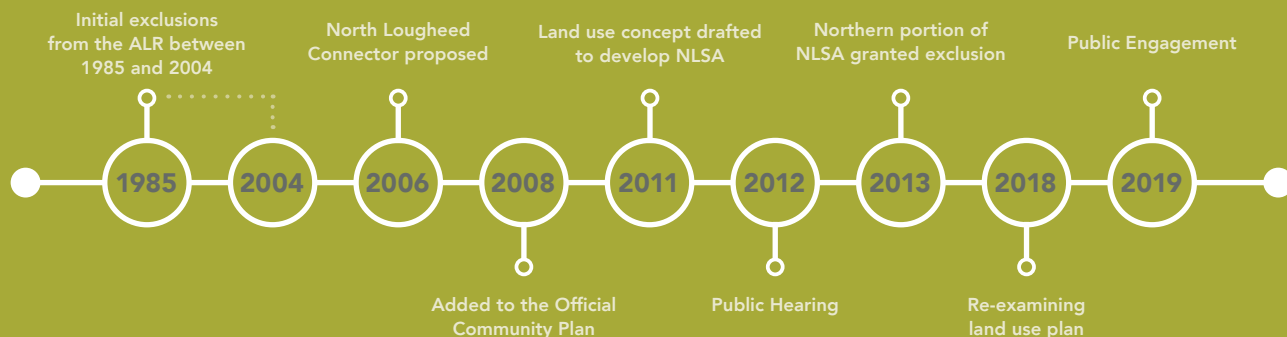 Initial exclusions
from the ALR between
1985 and 2004
North Lougheed
Connector proposed
Land use concept drafted
to develop NLSA
Northern portion of
NLSA granted exclusion
Public Engagement
1985
2004
2006
2008
2011
2012
2013
2018
2019
Added to the Official
Community Plan
Public Hearing
Re-examining
land use plan